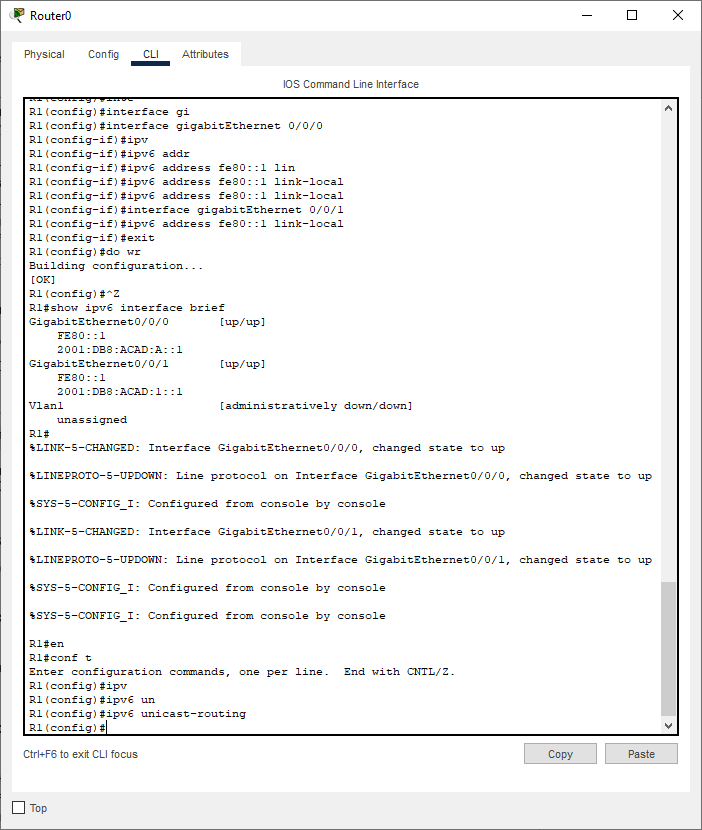 Router0
Physical Config CLI Attributes
IOS Command Line Interface
R1(config)#inte
R1(config)#interface gi
R1(config)#interface gigabitEthernet 0/0/0
R1(config-if)#ipv
R1(config-if)#ipv6 addr
R1(config-if)#ipv6 address fe80::1 lin
R1(config-if)#ipv6 address fe80::1 link-local
R1(config-if)#ipv6 address fe80::1 link-local
R1(config-if)#interface gigabitEthernet 0/0/1
R1(config-if)#ipv6 address fe80::1 link-local
R1(config-if)#exit
R1(config)#do wr
Building configuration...
[OK]
R1(config)#^Z
R1#show ipv6 interface brief
GigabitEthernet0/0/0 [up/up]
FE80::1
2001:DB8:ACAD:A::1
GigabitEthernet0/0/1 [up/up]
FE80::1
2001:DB8:ACAD:1::1
Vlan1 [administratively down/down]
unassigned
R1#
%LINK-5-CHANGED: Interface GigabitEthernet0/0/0, changed state to up
%LINEPROTO-5-UPDOWN: Line protocol on Interface GigabitEthernet0/0/0, changed state to up
%SYS-5-CONFIG_I: Configured from console by console
%LINK-5-CHANGED: Interface GigabitEthernet0/0/1, changed state to up
%LINEPROTO-5-UPDOWN: Line protocol on Interface GigabitEthernet0/0/1, changed state to up
%SYS-5-CONFIG_I: Configured from console by console
%SYS-5-CONFIG_I: Configured from console by console
R1#en
R1#conf t
Enter configuration commands, one per line.  End with CNTL/Z.
R1(config)#ipv
R1(config)#ipv6 un
R1(config)#ipv6 unicast-routing
R1(config)#
Ctrl+F6 to exit CLI focus
Copy Paste
Top